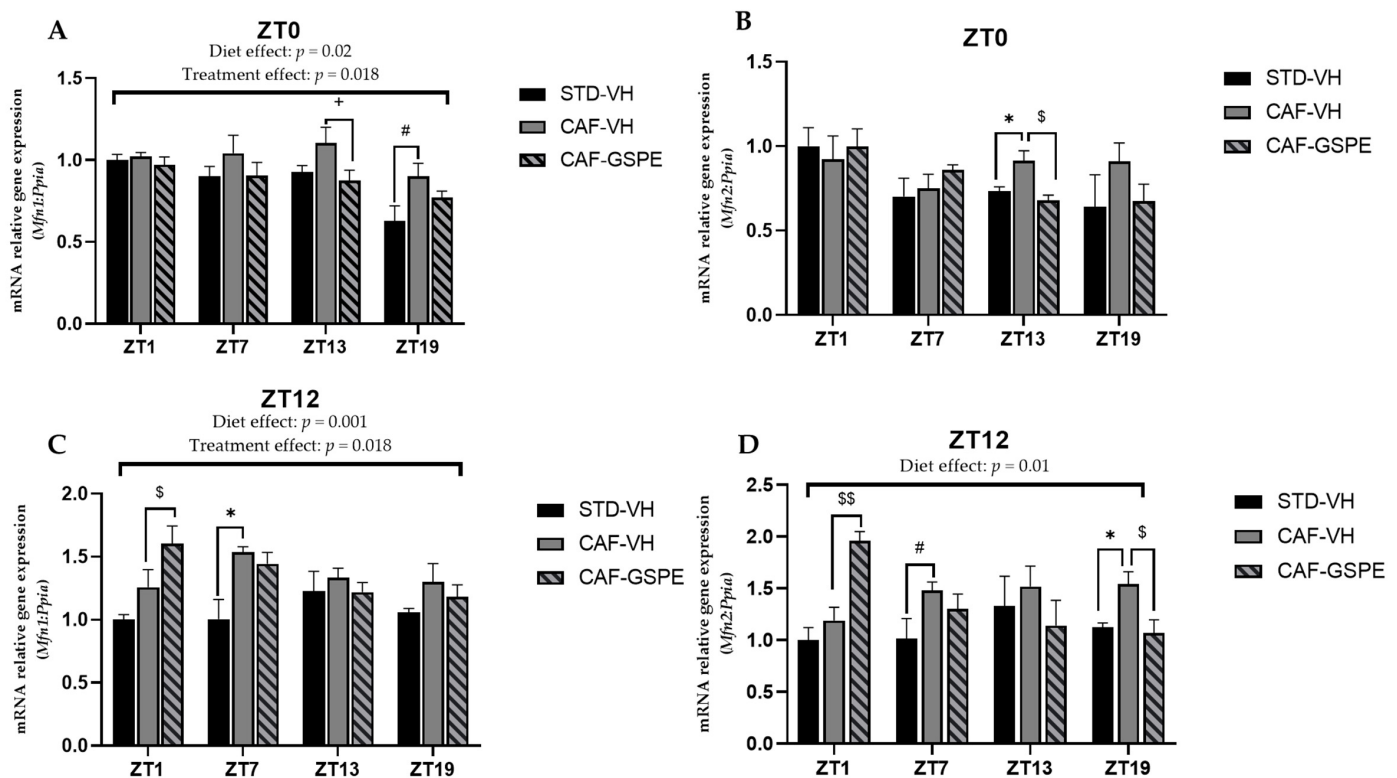 A
ZT0
Diet effect: p = 0.02
Treatment effect: p = 0.018
mRNA relative gene expression
(Mfn1:Ppia)
1.5
1.0
0.5
0.0
+
#
ZT1
ZT7
ZT13
ZT19
STD-VH
CAF-VH
CAF-GSPE
B
ZT0
mRNA relative gene expression
(Mfn2:Ppia)
1.5
1.0
0.5
0.0
*
$
ZT1
ZT7
ZT13
ZT19
STD-VH
CAF-VH
CAF-GSPE
C
ZT12
Diet effect: p = 0.001
Treatment effect: p = 0.018
mRNA relative gene expression
(Mfn1:Ppia)
2.0
1.5
1.0
0.5
0.0
$
*
ZT1
ZT7
ZT13
ZT19
STD-VH
CAF-VH
CAF-GSPE
D
ZT12
Diet effect: p = 0.01
mRNA relative gene expression
(Mfn2:Ppia)
2.5
2.0
1.5
1.0
0.5
0.0
$$
#
*
$
ZT1
ZT7
ZT13
ZT19
STD-VH
CAF-VH
CAF-GSPE